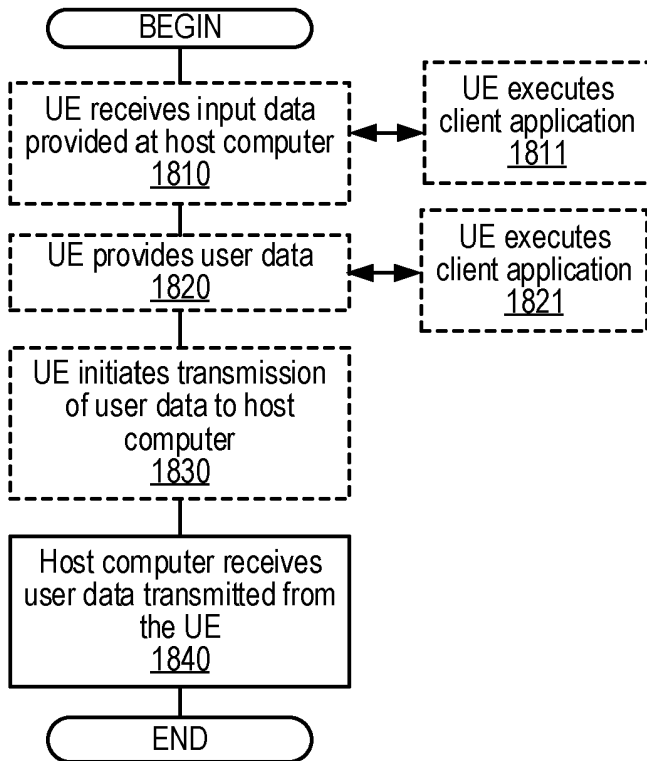 BEGIN
UE receives input data
provided at host computer
1810
UE executes
client application
1811
UE provides user data
1820
UE executes
client application
1821
UE initiates transmission
of user data to host
computer
1830
Host computer receives
user data transmitted from
the UE
1840
END